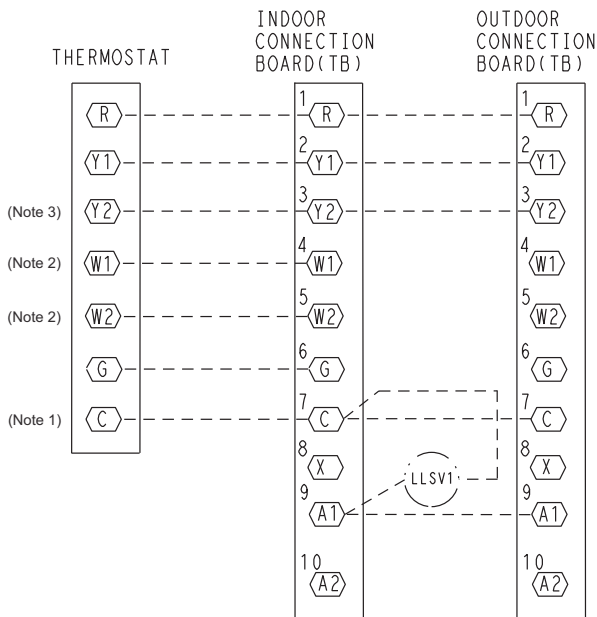 INDOOR
CONNECTION
BOARD(TB)
OUTDOOR
CONNECTION
BOARD(TB)
THERMOSTAT
R 1 R 1 R
Y1 2 Y1 2 Y1
(Note 3) Y2 3 Y2 3 Y2
(Note 2) W1 4 W1 4 W1
(Note 2) W2 5 W2 5 W2
G 6 G 6 G
(Note 1) C 7 C 7 C
8 X LLSV1 8 X
9 A1 9 A1
10 A2 10 A2